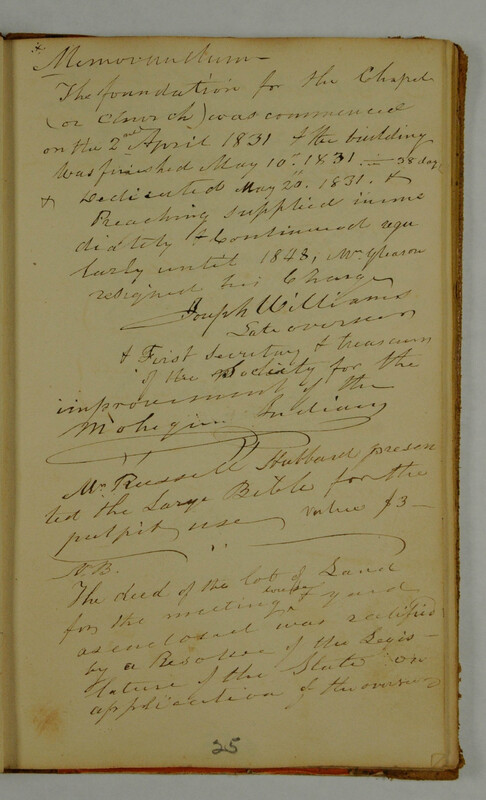 Memorandum
The foundation for the Chapel
(or Church) was commenced
on the 2nd April 1831 & the building
was finished May 10th 1831. — 38 days
& Dedicated May 20. 1831. &
Preaching supplied imme
diately & Continued regu
larly until 1848, Mr Gleason
resigned his Charge
Joseph Williams
Late overseer
& First Secretary & treasurer
of the Society for the
improvement of the
Mohegan Indians
Mr Russell Hubbard presen
ted the Large Bible for the
pulpit use value $3—
N.B.
The deed of the lot of Land
for the meeting house & yard
as enclosed was ratified
by a Resolve of the Legis-
lature of the State on
application of the overseer
25